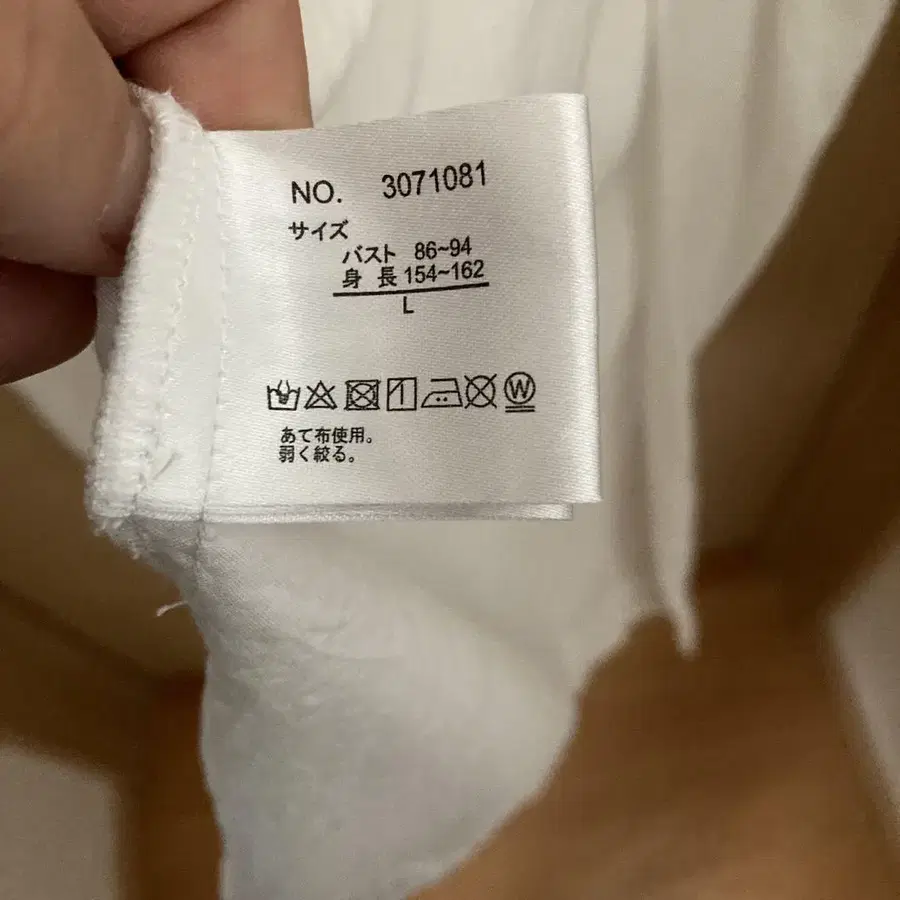 NO. 3071081
サイズ
バスト 86~94
身 長 154~162
L
W
あて布使用。
弱く絞る。